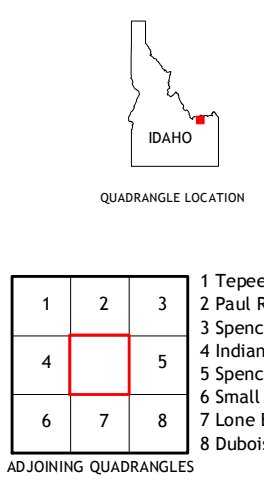 IDAHO
QUADRANGLE LOCATION
1 2 3
4 5
6 7 8
1 Tepee
2 Paul R
3 Spenc
4 Indian
5 Spenc
6 Small
7 Lone
8 Dubois
ADJOINING QUADRANGLES